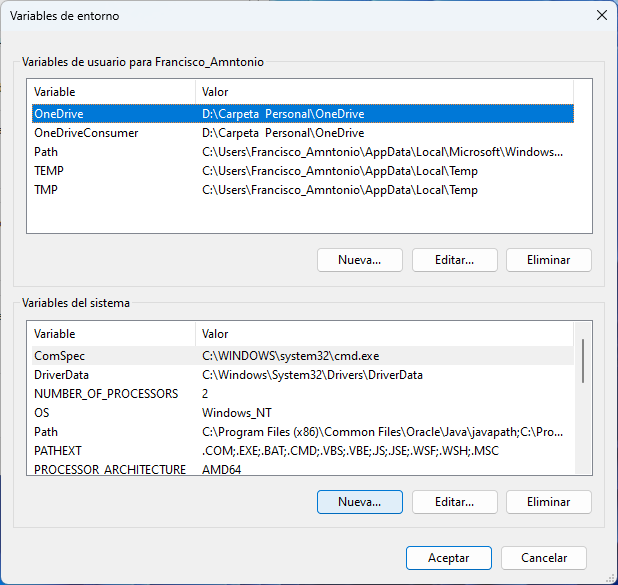 Variables de entorno
Variables de usuario para Francisco_Amntonio
Variable Valor
OneDrive D:\Carpeta Personal\OneDrive
OneDriveConsumer D:\Carpeta Personal\OneDrive
Path C:\Users\Francisco_Amntonio\AppData\Local\Microsoft\Windows...
TEMP C:\Users\Francisco_Amntonio\AppData\Local\Temp
TMP C:\Users\Francisco_Amntonio\AppData\Local\Temp
Nueva... Editar... Eliminar
Variables del sistema
Variable Valor
ComSpec C:\WINDOWS\system32\cmd.exe
DriverData C:\Windows\System32\Drivers\DriverData
NUMBER_OF_PROCESSORS 2
OS Windows_NT
Path C:\Program Files (x86)\Common Files\Oracle\Java\javapath;C:\Pro...
PATHEXT .COM;.EXE;.BAT;.CMD;.VBS;.VBE;.JS;.JSE;.WSF;.WSH;.MSC
PROCESSOR_ARCHITECTURE AMD64
Nueva... Editar... Eliminar
Aceptar Cancelar